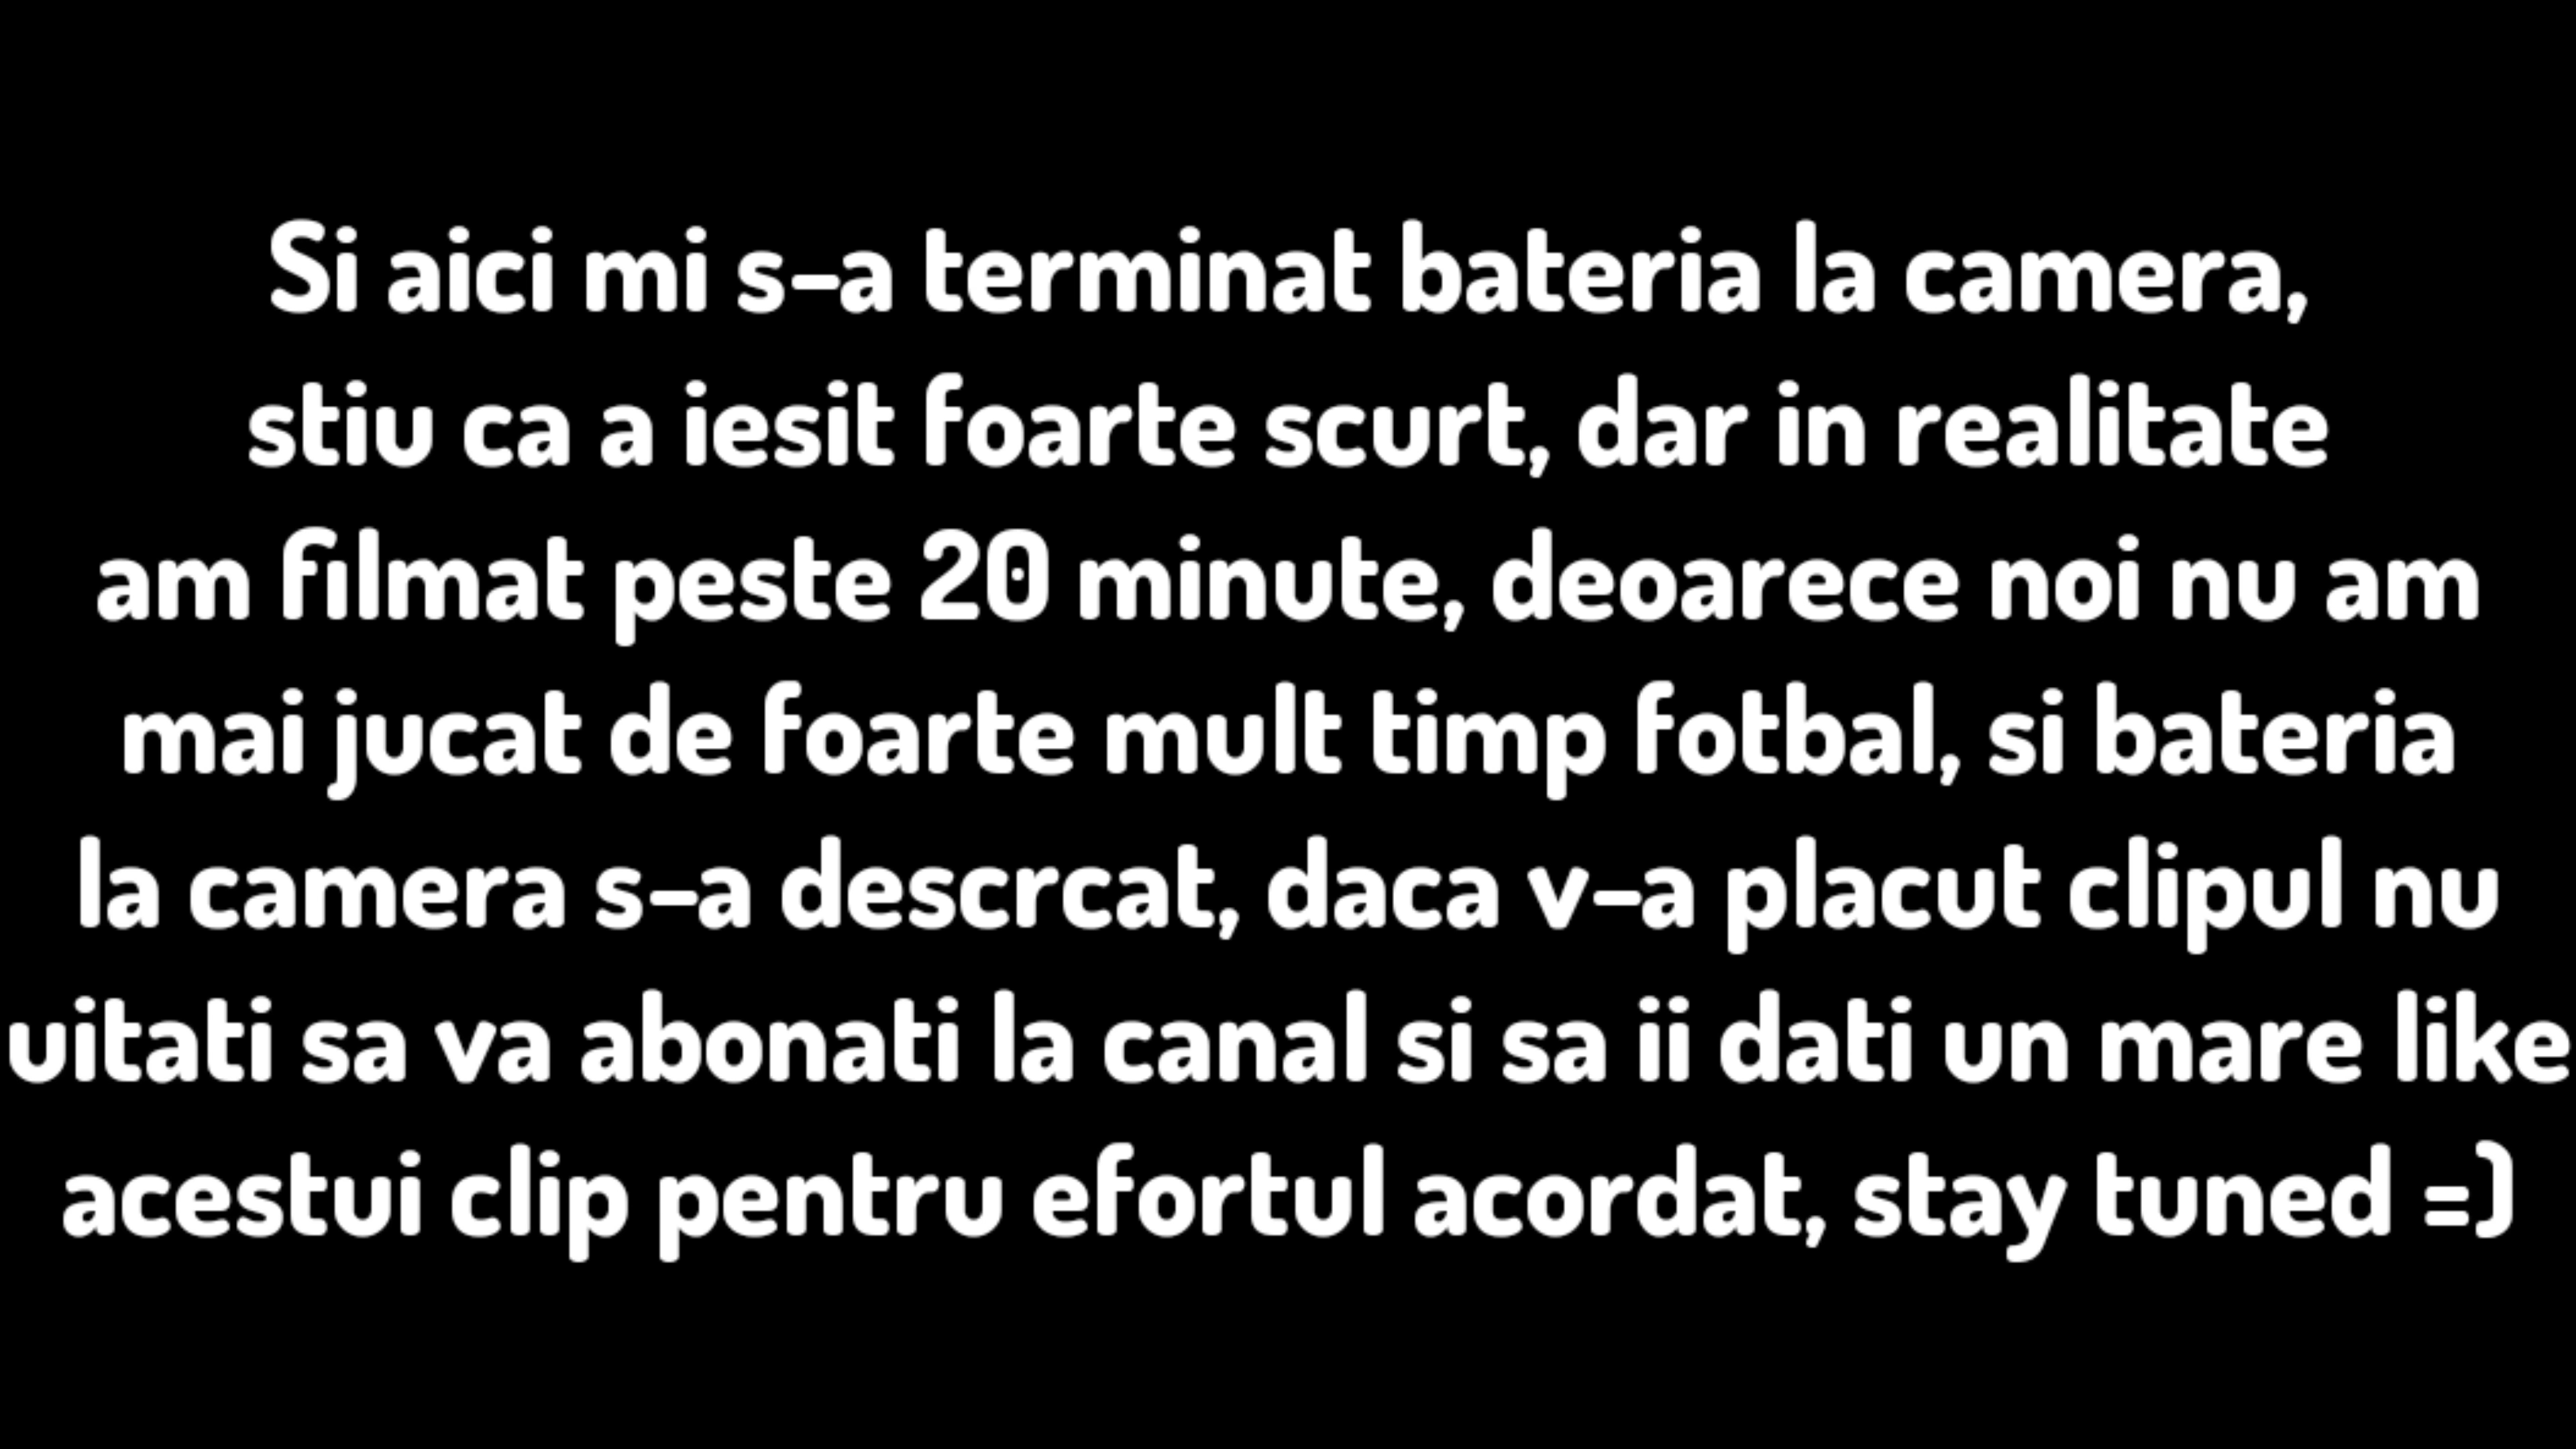 Si aici mi s-a terminat bateria la camera,
stiu ca a iesit foarte scurt, dar in realitate
am filmat peste 20 minute, deoarece noi nu am
mai jucat de foarte mult timp fotbal, si bateria
la camera s-a descrcat, daca v-a placut clipul nu
uitati sa va abonati la canal si sa ii dati un mare like
acestui clip pentru efortul acordat, stay tuned =)